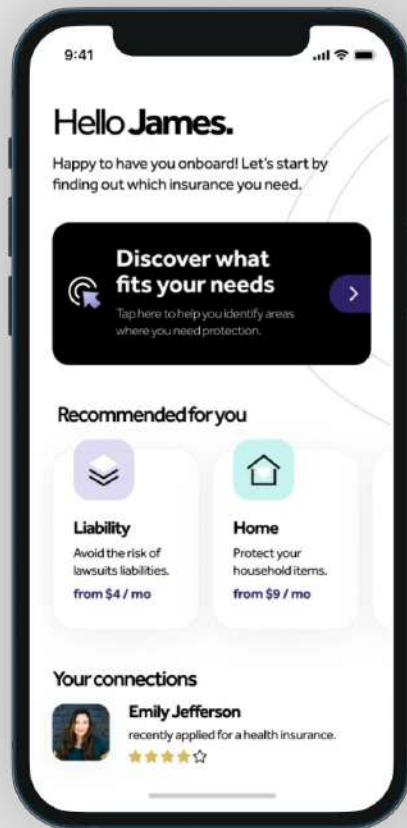 9:41
Hello James.
Happy to have you onboard! Let's start by
finding out which insurance you need.
Discover what
fits your needs
Tap here to help you identify areas
where you need protection.
Recommended for you
Liability
Avoid the risk of
lawsuits liabilities.
from $4 / mo
Home
Protect your
household items.
from $9 / mo
Your connections
Emily Jefferson
recently applied for a health insurance.